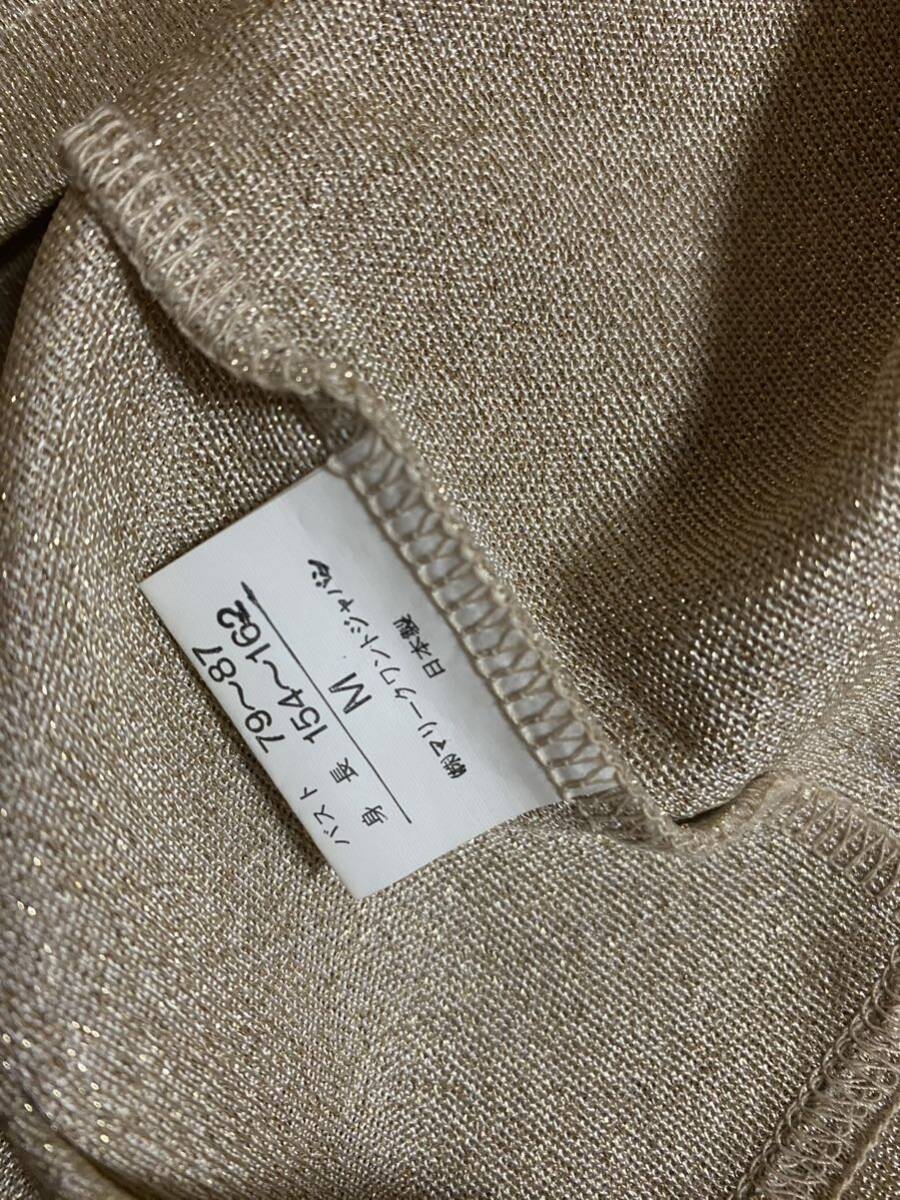 バスト 79〜87
身長 154〜162
M
㈱マリークヮントジャパン
日本製